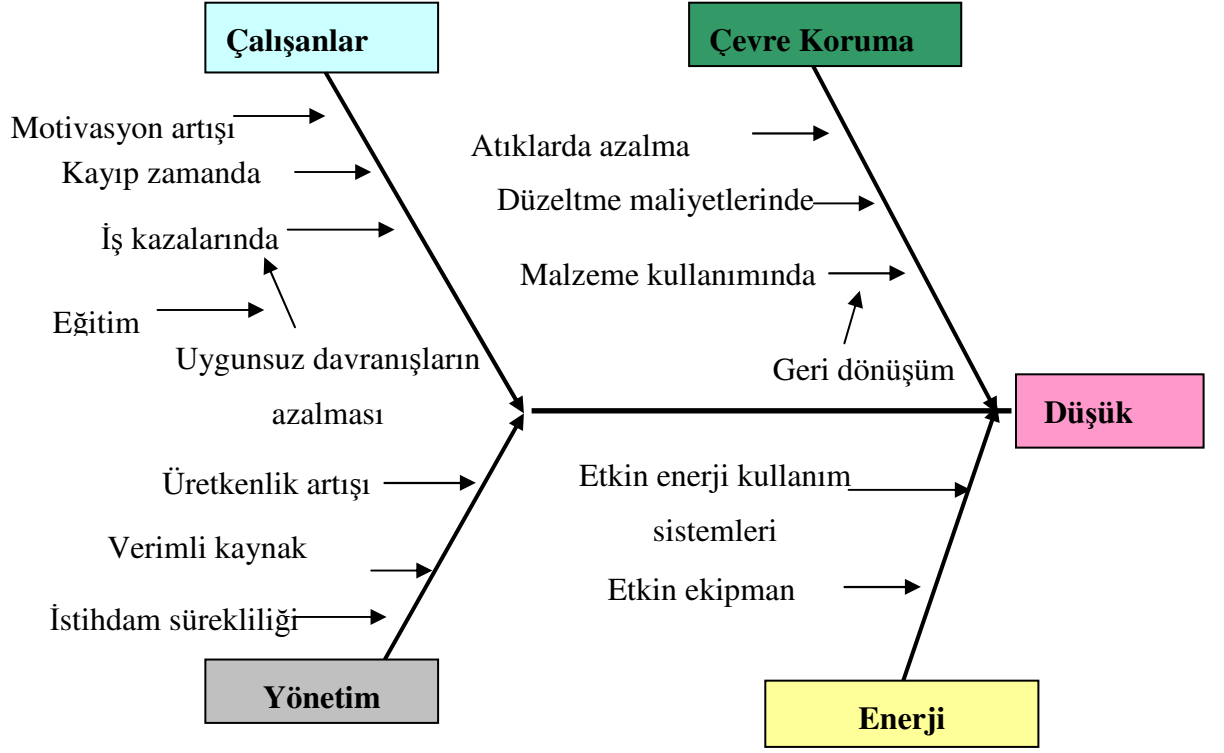 Çalışanlar
Çevre Koruma
Motivasyon artışı
Kayıp zamanda
İş kazalarında
Eğitim
Uygunsuz davranışların
azalması
Atıklarda azalma
Düzeltme maliyetlerinde
Malzeme kullanımında
Geri dönüşüm
Düşük
Üretkenlik artışı
Verimli kaynak
İstihdam sürekliliği
Etkin enerji kullanım
sistemleri
Etkin ekipman
Yönetim
Enerji